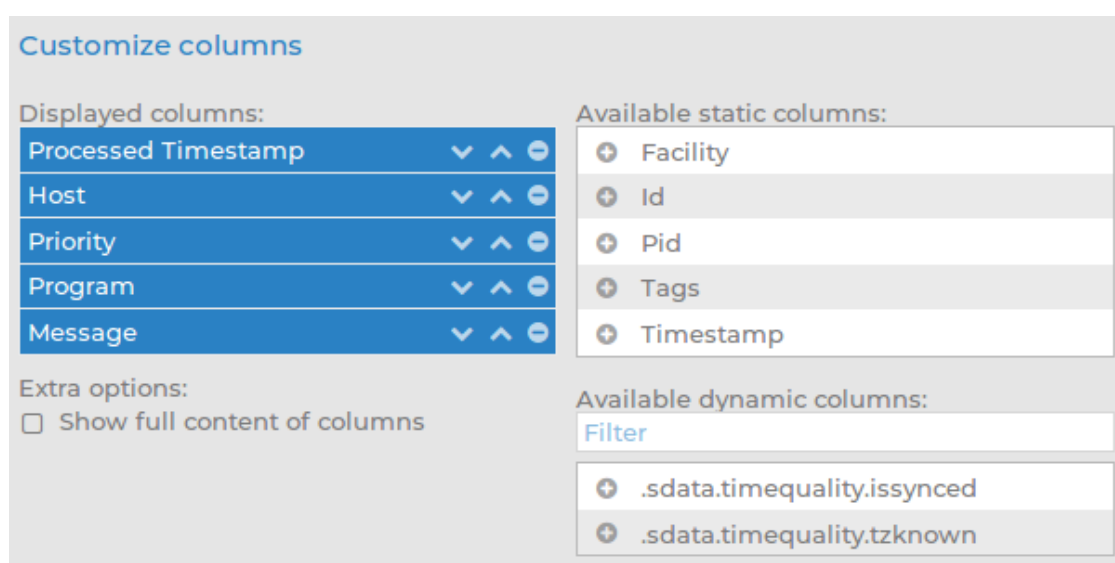 Customize columns
Displayed columns:
Processed Timestamp
Host
Priority
Program
Message
Extra options:
Show full content of columns
Available static columns:
Facility
Id
Pid
Tags
Timestamp
Available dynamic columns:
Filter
.sdata.timequality.issynced
.sdata.timequality.tzknown